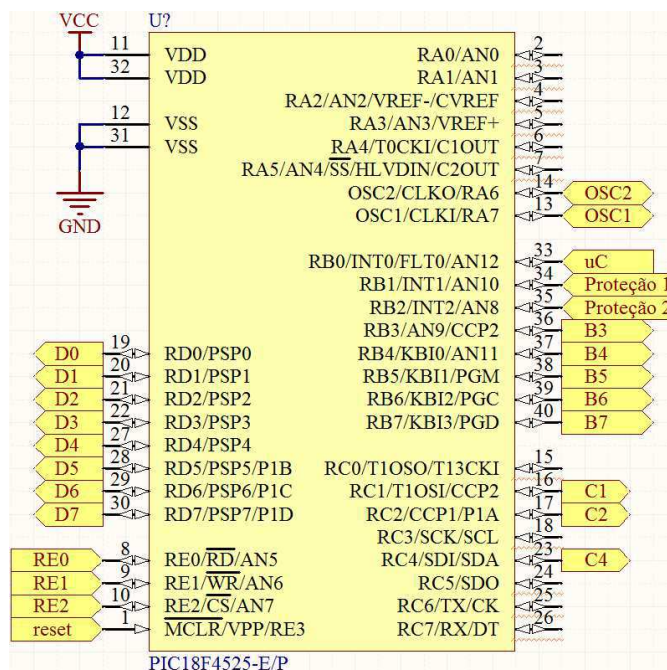 VCC
U?
11 VDD
32 VDD
12 VSS
31 VSS
GND
RA0/AN0 2
RA1/AN1 3
RA2/AN2/VREF-/CVREF 4
RA3/AN3/VREF+ 5
RA4/T0CKI/C1OUT 6
RA5/AN4/SS/HLVDIN/C2OUT 7
OSC2/CLKO/RA6 14 OSC2
OSC1/CLKI/RA7 13 OSC1
RB0/INT0/FLT0/AN12 33 uC
RB1/INT1/AN10 34 Proteção 1
RB2/INT2/AN8 35 Proteção 2
RB3/AN9/CCP2 36 B3
RB4/KBI0/AN11 37 B4
RB5/KBI1/PGM 38 B5
RB6/KBI2/PGC 39 B6
RB7/KBI3/PGD 40 B7
D0 19 RD0/PSP0
D1 20 RD1/PSP1
D2 21 RD2/PSP2
D3 22 RD3/PSP3
D4 27 RD4/PSP4
D5 28 RD5/PSP5/P1B
D6 29 RD6/PSP6/P1C
D7 30 RD7/PSP7/P1D
RC0/T1OSO/T13CKI 15
RC1/T1OSI/CCP2 16 C1
RC2/CCP1/P1A 17 C2
RC3/SCK/SCL 18
RC4/SDI/SDA 23 C4
RC5/SDO 24
RC6/TX/CK 25
RC7/RX/DT 26
RE0 8 RE0/RD/AN5
RE1 9 RE1/WR/AN6
RE2 10 RE2/CS/AN7
reset 1 MCLR/VPP/RE3
PIC18F4525-E/P